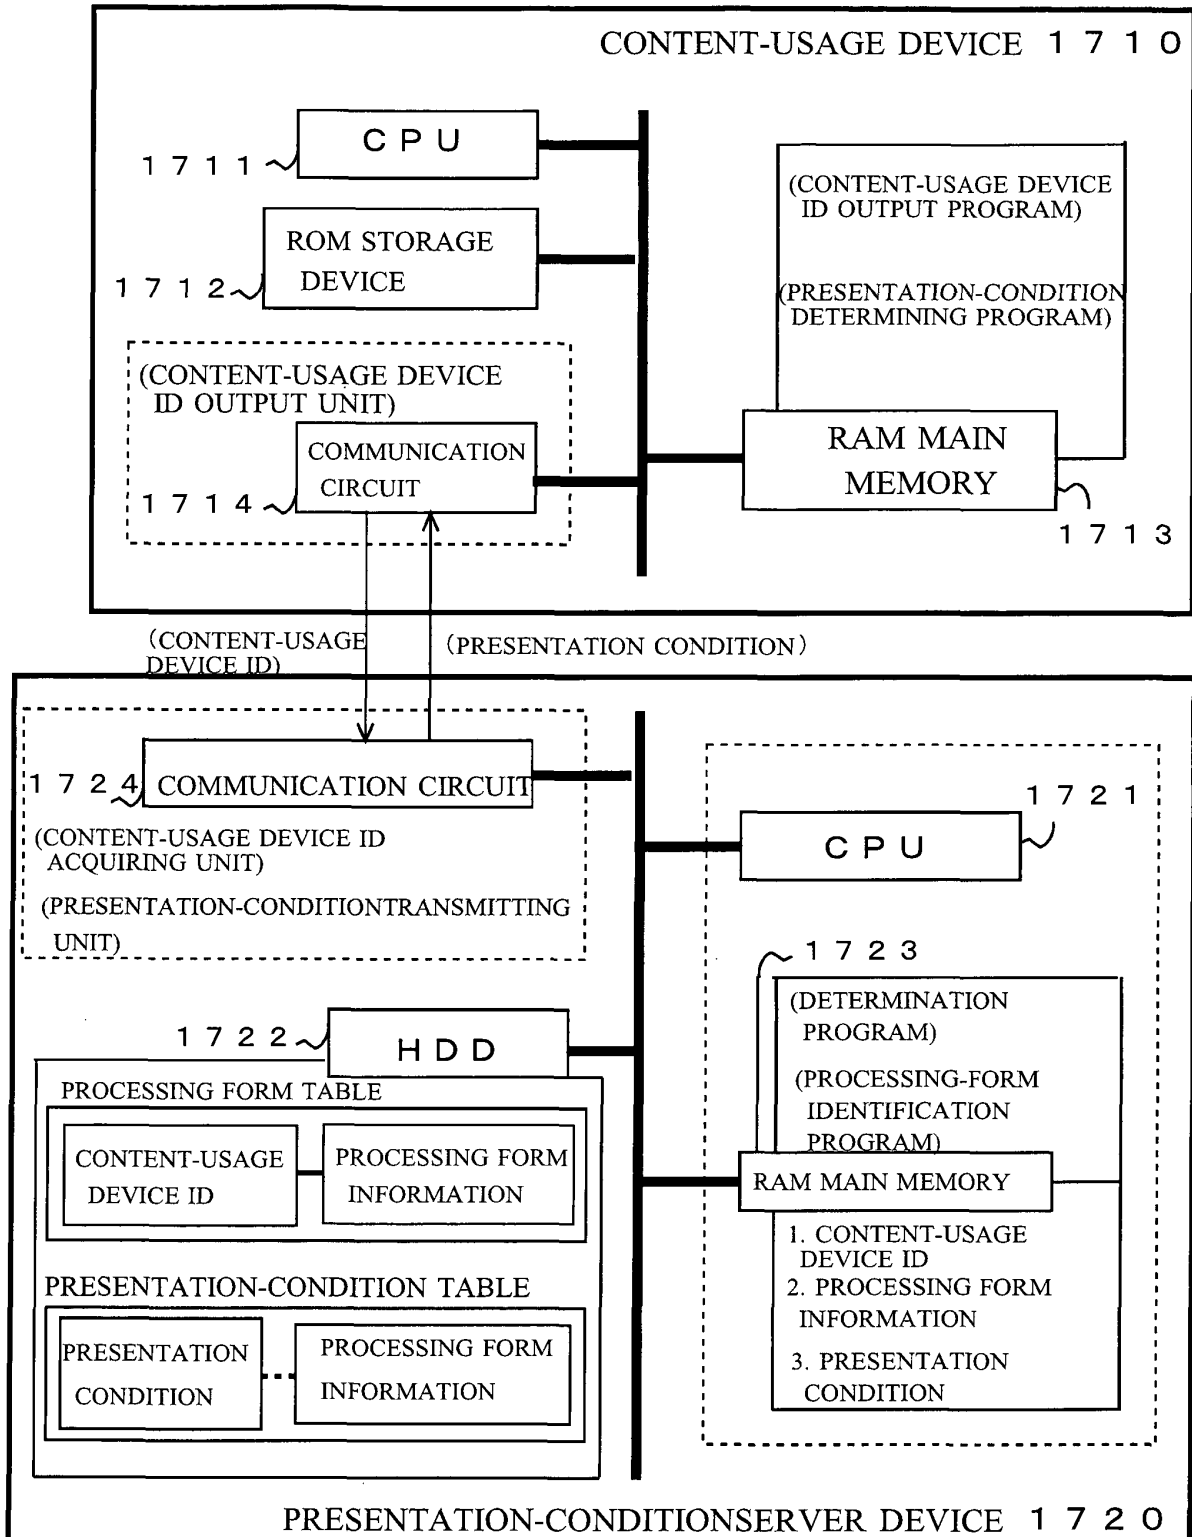 CONTENT-USAGE DEVICE 1710
CPU
1711
ROM STORAGE
DEVICE
1712
(CONTENT-USAGE DEVICE
ID OUTPUT PROGRAM)
(PRESENTATION-CONDITION
DETERMINING PROGRAM)
(CONTENT-USAGE DEVICE
ID OUTPUT UNIT)
COMMUNICATION
CIRCUIT
1714
RAM MAIN
MEMORY
1713
(CONTENT-USAGE
DEVICE ID)
(PRESENTATION CONDITION)
COMMUNICATION CIRCUIT
1724
(CONTENT-USAGE DEVICE ID
ACQUIRING UNIT)
(PRESENTATION-CONDITIONTRANSMITTING
UNIT)
1721
CPU
1723
(DETERMINATION
PROGRAM)
(PROCESSING-FORM
IDENTIFICATION
PROGRAM)
RAM MAIN MEMORY
1. CONTENT-USAGE
DEVICE ID
2. PROCESSING FORM
INFORMATION
3. PRESENTATION
CONDITION
1722
HDD
PROCESSING FORM TABLE
CONTENT-USAGE
DEVICE ID
PROCESSING FORM
INFORMATION
PRESENTATION-CONDITION TABLE
PRESENTATION
CONDITION
PROCESSING FORM
INFORMATION
PRESENTATION-CONDITIONSERVER DEVICE 1720